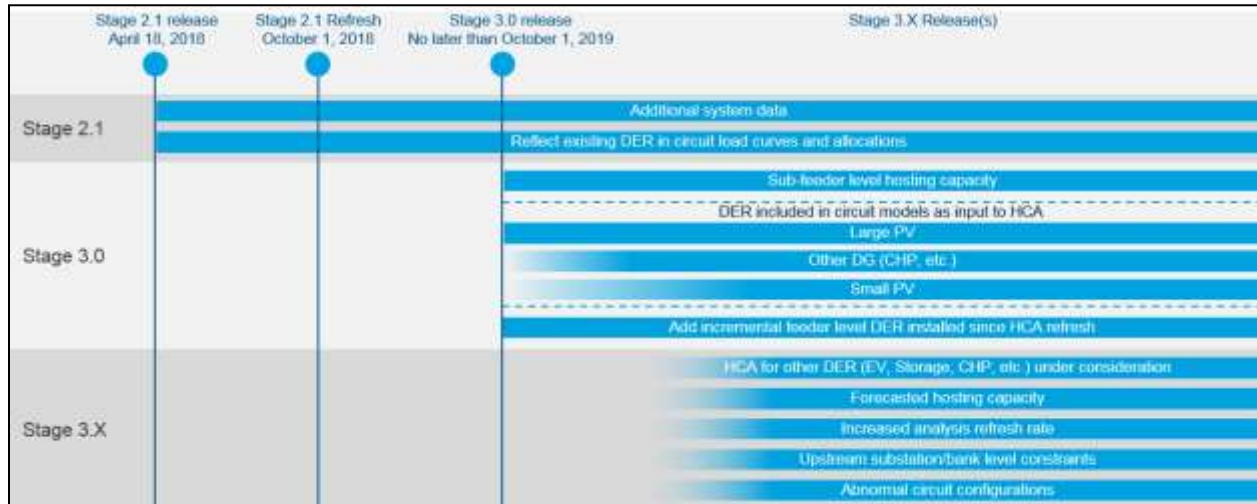 Stage 2.1 release
April 18, 2018
Stage 2.1 Refresh
October 1, 2018
Stage 3.0 release
No later than October 1, 2019
Stage 3.X Release(s)
Stage 2.1
Additional system data
Reflect existing DER in circuit load curves and allocations
Stage 3.0
Sub-feeder level hosting capacity
DER included in circuit models as input to HCA
Large PV
Other DG (CHP, etc.)
Small PV
Add incremental feeder level DER installed since HCA refresh
Stage 3.X
HCA for other DER (EV, Storage, CHP, etc.) under consideration
Forecasted hosting capacity
Increased analysis refresh rate
Upstream substation/bank level constraints
Abnormal circuit configurations